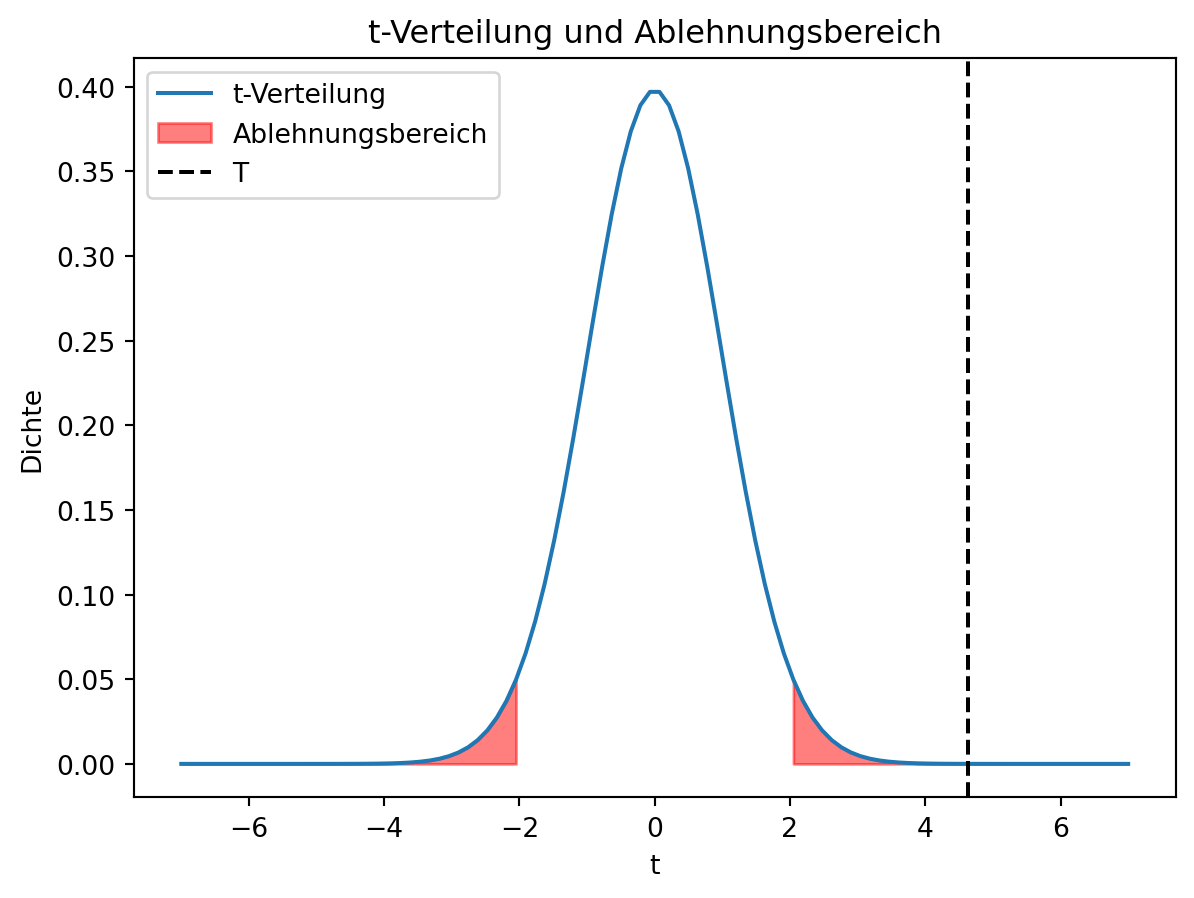 t-Verteilung und Ablehnungsbereich
t-Verteilung
Ablehnungsbereich
T
0.40
0.35
0.30
0.25
0.20
0.15
0.10
0.05
0.00
Dichte
−6
−4
−2
0
2
4
6
t